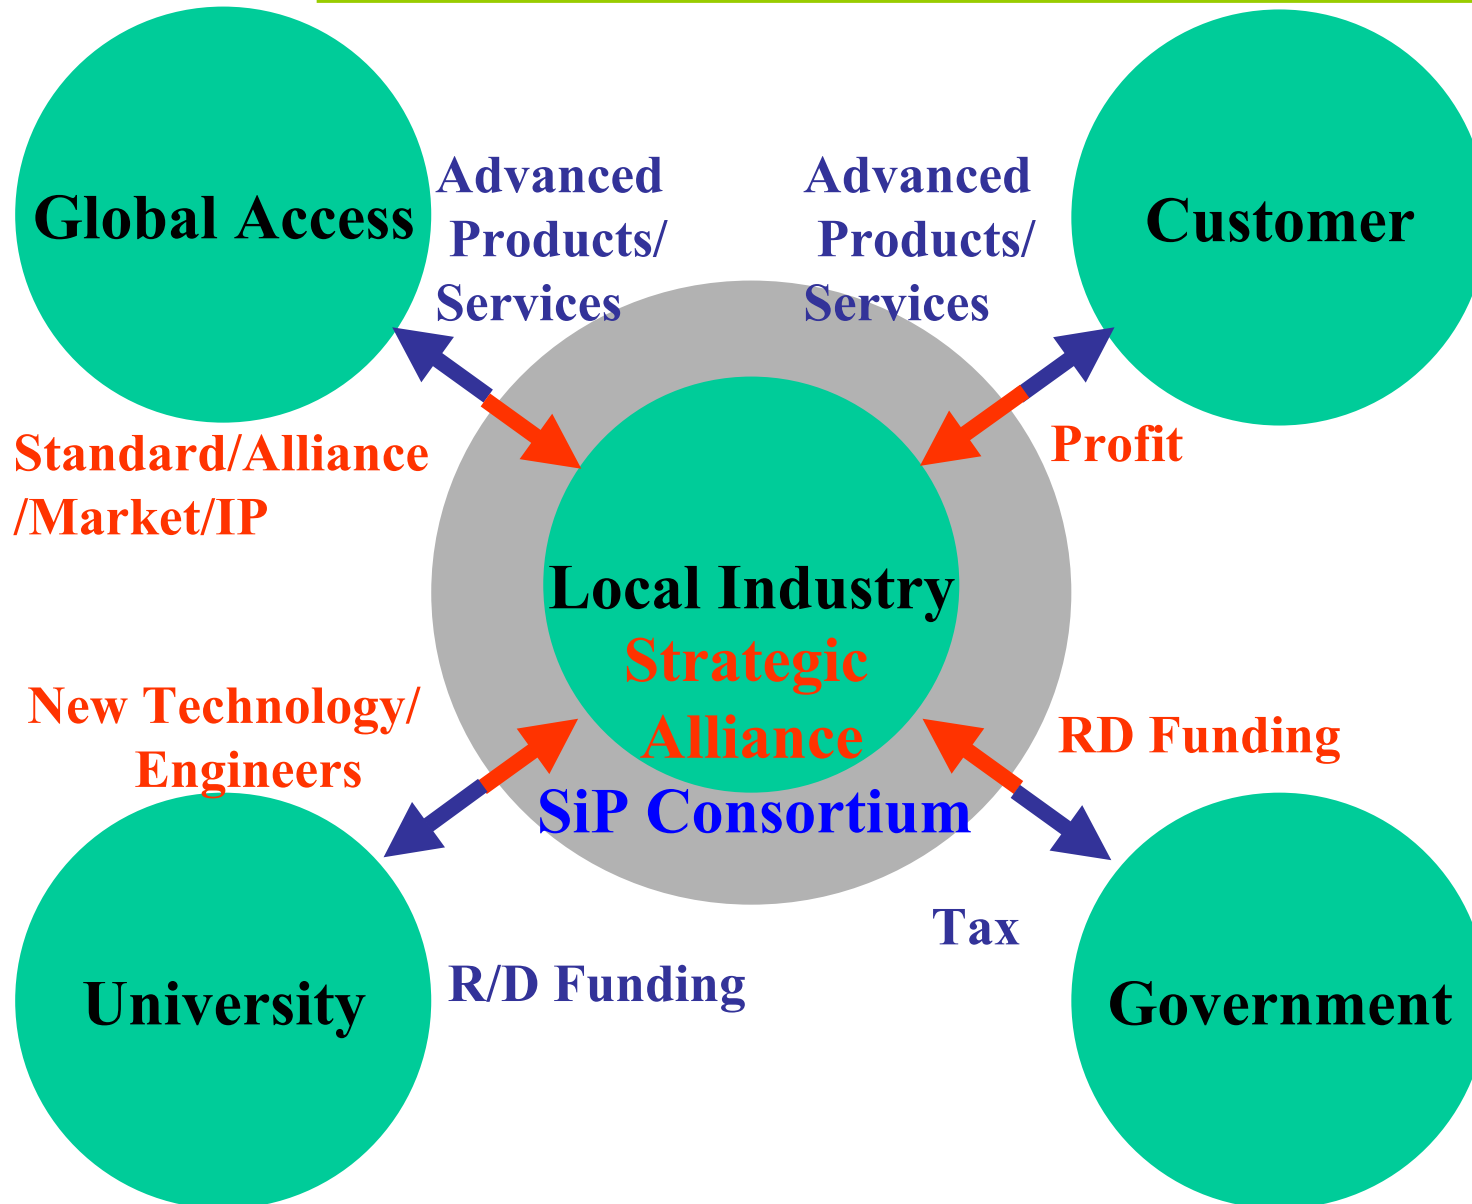 Global Access
Advanced
Products/
Services
Advanced
Products/
Services
Customer
Standard/Alliance
/Market/IP
Profit
Local Industry
Strategic
Alliance
SiP Consortium
New Technology/
Engineers
RD Funding
University
R/D Funding
Tax
Government